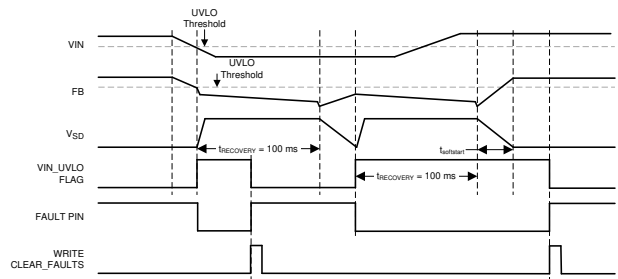 UVLO
Threshold
VIN
UVLO
Threshold
FB
VSD
tRECOVERY = 100 ms
tsoftstart
VIN_UVLO
FLAG
tRECOVERY = 100 ms
FAULT PIN
WRITE
CLEAR_FAULTS